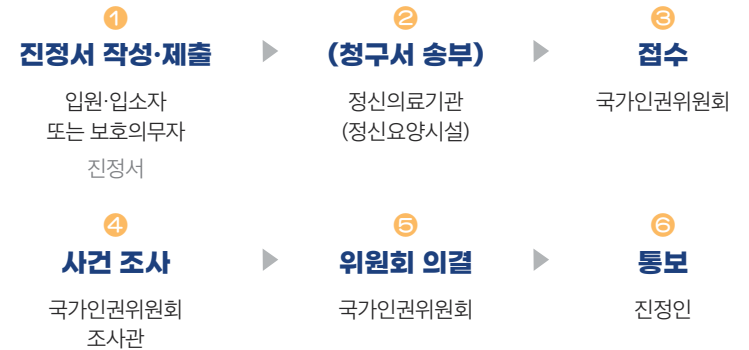 1
진정서 작성·제출
입원·입소자
또는 보호의무자
진정서
2
(청구서 송부)
정신의료기관
(정신요양시설)
3
접수
국가인권위원회
4
사건 조사
국가인권위원회
조사관
5
위원회 의결
국가인권위원회
6
통보
진정인